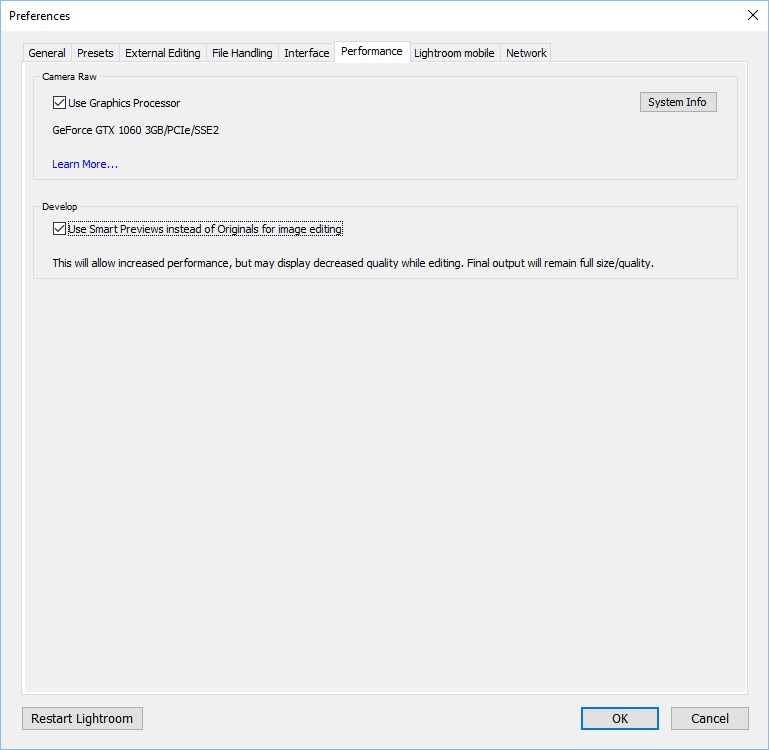 Preferences
General Presets External Editing File Handling Interface Performance Lightroom mobile Network
Camera Raw
Use Graphics Processor System Info
GeForce GTX 1060 3GB/PCIe/SSE2
Learn More...
Develop
Use Smart Previews instead of Originals for image editing
This will allow increased performance, but may display decreased quality while editing. Final output will remain full size/quality.
Restart Lightroom OK Cancel